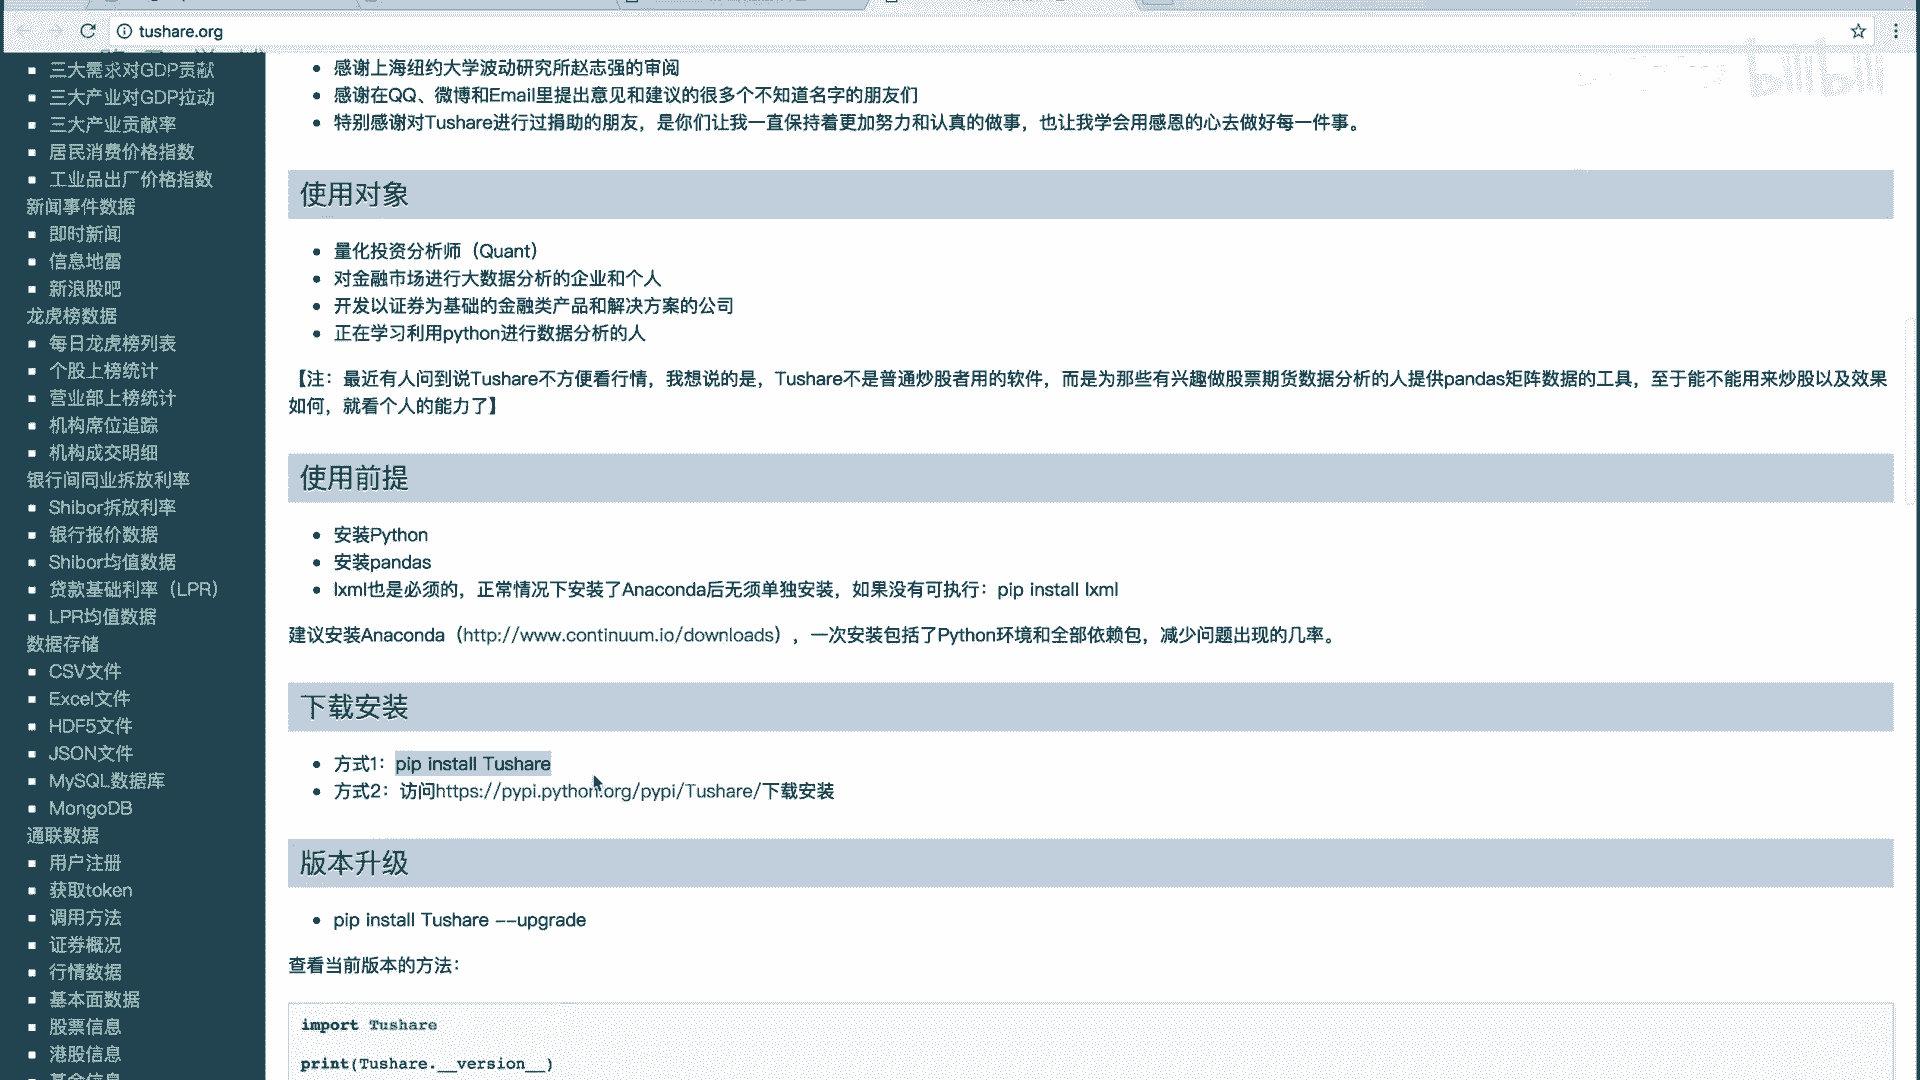 tushare.org
bilibili
三大需求对GDP贡献
三大产业对GDP拉动
三大产业贡献率
居民消费价格指数
工业品出厂价格指数
新闻事件数据
即时新闻
信息地雷
新浪股吧
龙虎榜数据
每日龙虎榜列表
个股上榜统计
营业部上榜统计
机构席位追踪
机构成交明细
银行间同业拆放利率
Shibor拆放利率
银行报价数据
Shibor均值数据
贷款基础利率（LPR）
LPR均值数据
数据存储
CSV文件
Excel文件
HDF5文件
JSON文件
MySQL数据库
MongoDB
通联数据
用户注册
获取token
调用方法
证券概况
行情数据
基本面数据
股票信息
港股信息
基金信息
感谢上海纽约大学波动研究所赵志强的审阅
感谢在QQ、微博和Email里提出意见和建议的很多个不知道名字的朋友们
特别感谢对Tushare进行过捐助的朋友，是你们让我一直保持着更加努力和认真的做事，也让我学会用感恩的心去做好每一件事。
使用对象
量化投资分析师（Quant）
对金融市场进行大数据分析的企业和个人
开发以证券为基础的金融类产品和解决方案的公司
正在学习利用python进行数据分析的人
【注：最近有人问到说Tushare不方便看行情，我想说的是，Tushare不是普通炒股者用的软件，而是为那些有兴趣做股票期货数据分析的人提供pandas矩阵数据的工具，至于能不能用来炒股以及效果
如何，就看个人的能力了】
使用前提
安装Python
安装pandas
lxml也是必须的，正常情况下安装了Anaconda后无须单独安装，如果没有可执行：pip install lxml
建议安装Anaconda（http://www.continuum.io/downloads），一次安装包括了Python环境和全部依赖包，减少问题出现的几率。
下载安装
方式1：pip install Tushare
方式2：访问https://pypi.python.org/pypi/Tushare/下载安装
版本升级
pip install Tushare --upgrade
查看当前版本的方法：
import Tushare
print(Tushare.__version__)